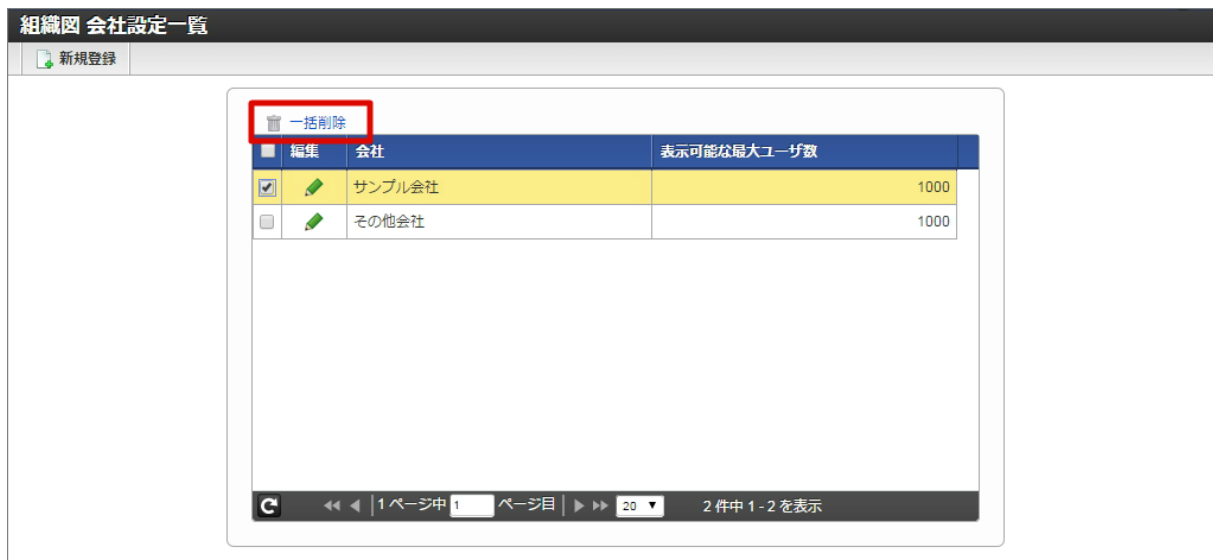 組織図 会社設定一覧
新規登録
一括削除
編集 会社 表示可能な最大ユーザ数
サンプル会社 1000
その他会社 1000
1 ページ中 1 ページ目 20 2 件中 1 - 2 を表示